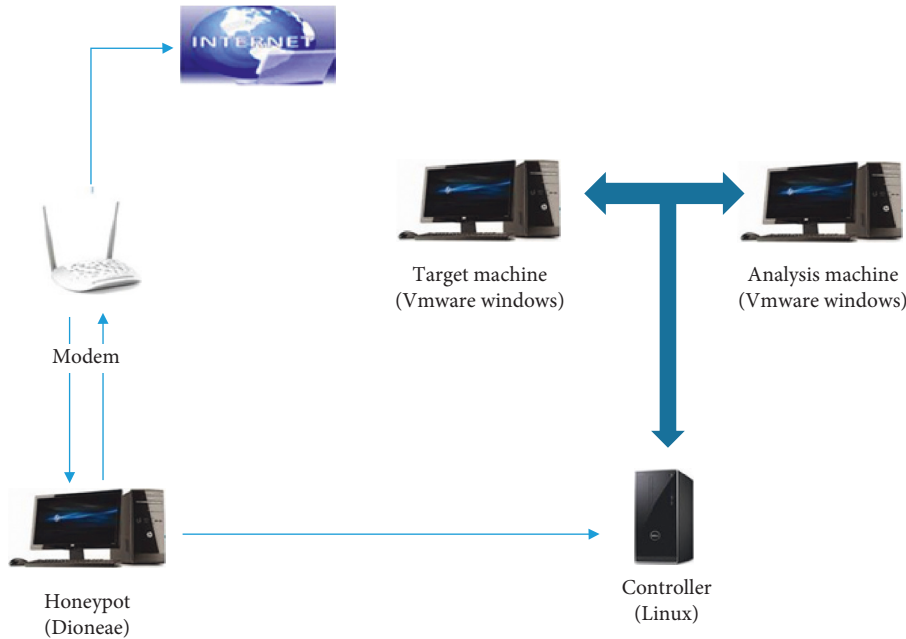 INTERNET
Target machine
(Vmware windows)
Analysis machine
(Vmware windows)
Modem
Honeypot
(Dioneae)
Controller
(Linux)